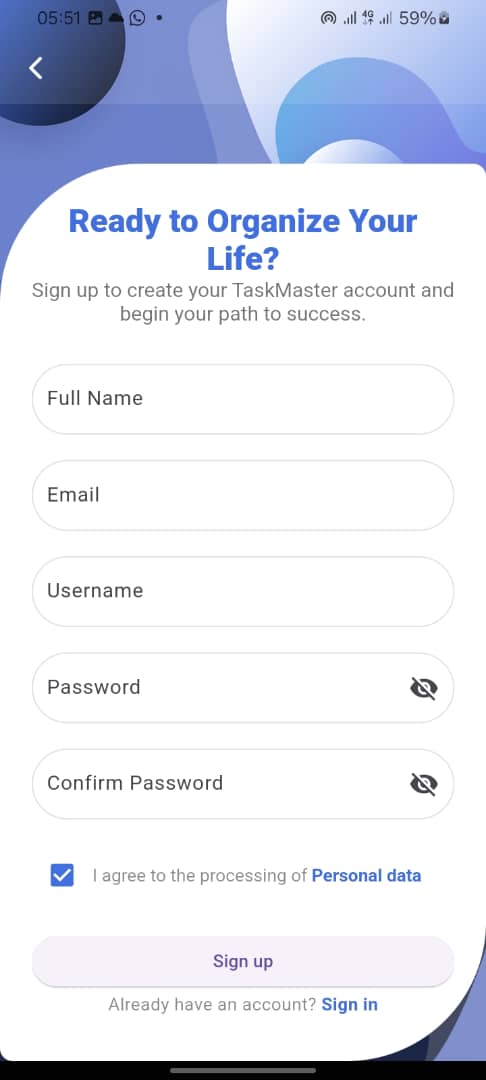 05:51 4G 59%
Ready to Organize Your
Life?
Sign up to create your TaskMaster account and
begin your path to success.
Full Name
Email
Username
Password
Confirm Password
I agree to the processing of Personal data
Sign up
Already have an account? Sign in